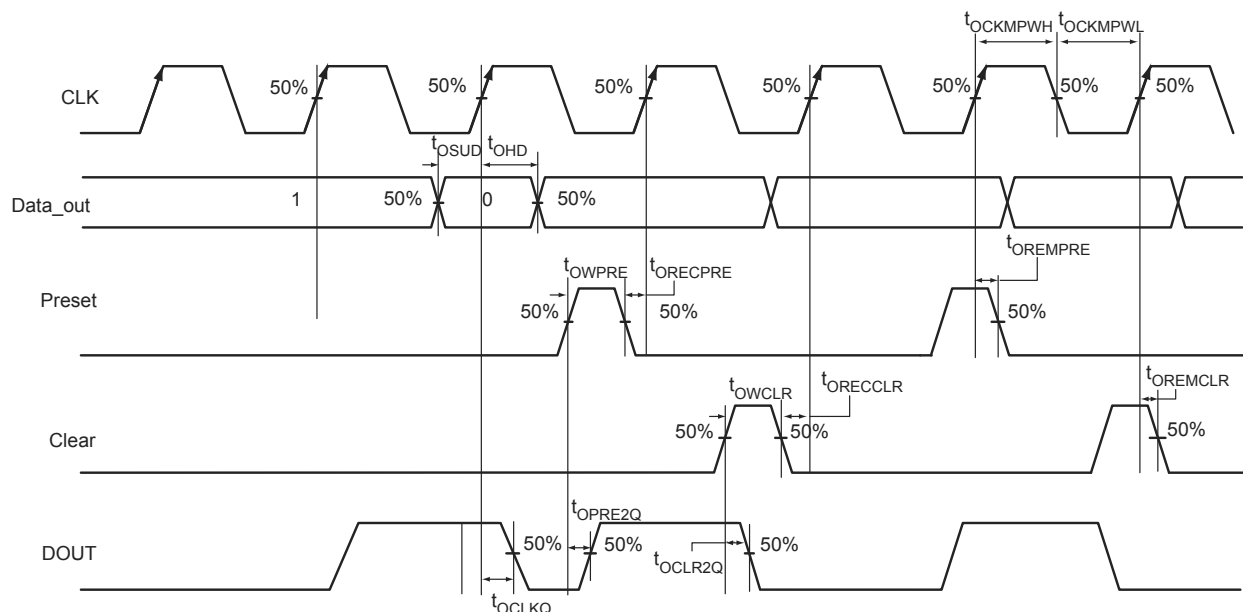 tOCKMPWH tOCKMPWL
CLK 50% 50% 50% 50% 50% 50% 50%
tOSUD tOHD
Data_out 1 50% 0 50%
tOWPRE tORECPRE tOREMPRE
Preset 50% 50% 50%
tOWCLR tORECCLR tOREMCLR
Clear 50% 50% 50%
tOPRE2Q
DOUT 50% 50% 50%
tOCLR2Q
tOCLKQ